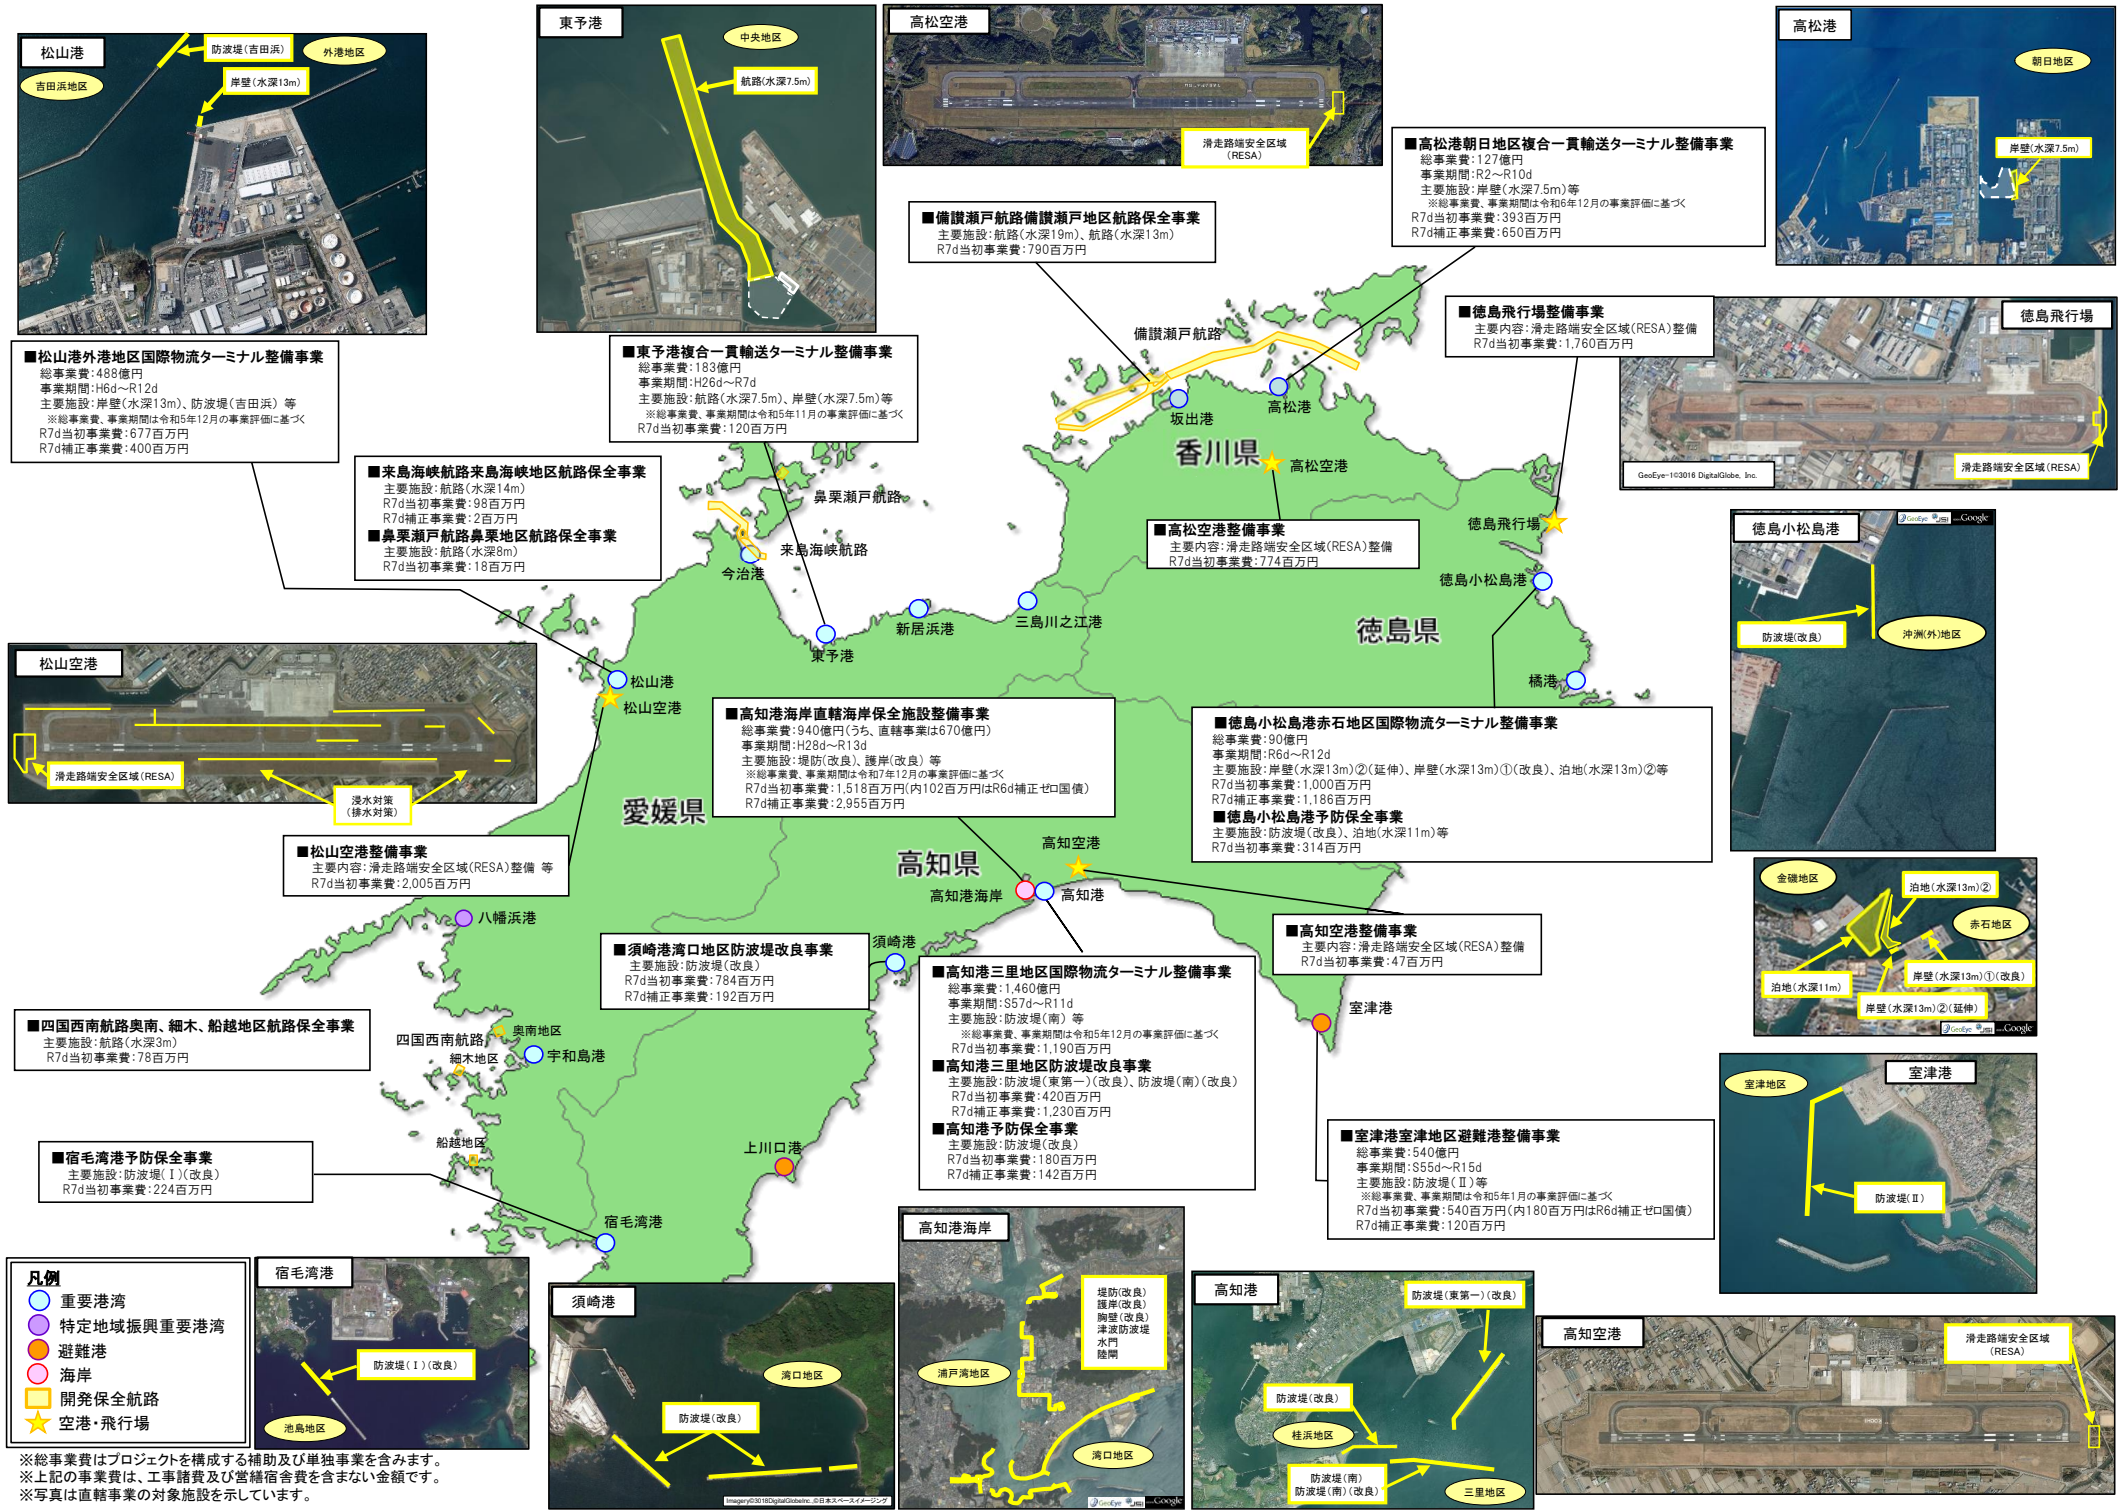 松山港
防波堤(吉田浜)
外港地区
吉田浜地区
岸壁(水深13m)
東予港
中央地区
航路(水深7.5m)
高松空港
滑走路端安全区域
(RESA)
高松港
朝日地区
岸壁(水深7.5m)
■高松港朝日地区複合一貫輸送ターミナル整備事業
総事業費:127億円
事業期間:R2～R10d
主要施設:岸壁(水深7.5m)等
※総事業費、事業期間は令和6年12月の事業評価に基づく
R7d当初事業費:393百万円
R7d補正事業費:650百万円
■備讃瀬戸航路備讃瀬戸地区航路保全事業
主要施設:航路(水深19m)、航路(水深13m)
R7d当初事業費:790百万円
■徳島飛行場整備事業
主要内容:滑走路端安全区域(RESA)整備
R7d当初事業費:1,760百万円
徳島飛行場
滑走路端安全区域(RESA)
GeoEye-1©3016 DigitalGlobe, Inc.
■松山港外港地区国際物流ターミナル整備事業
総事業費:488億円
事業期間:H6d～R12d
主要施設:岸壁(水深13m)、防波堤(吉田浜) 等
※総事業費、事業期間は令和5年12月の事業評価に基づく
R7d当初事業費:677百万円
R7d補正事業費:400百万円
■東予港複合一貫輸送ターミナル整備事業
総事業費:183億円
事業期間:H26d～R7d
主要施設:航路(水深7.5m)、岸壁(水深7.5m)等
※総事業費、事業期間は令和5年11月の事業評価に基づく
R7d当初事業費:120百万円
■来島海峡航路来島海峡地区航路保全事業
主要施設:航路(水深14m)
R7d当初事業費:98百万円
R7d補正事業費:2百万円
■鼻栗瀬戸航路鼻栗地区航路保全事業
主要施設:航路(水深8m)
R7d当初事業費:18百万円
備讃瀬戸航路
坂出港
高松港
香川県
高松空港
鼻栗瀬戸航路
来島海峡航路
今治港
■高松空港整備事業
主要内容:滑走路端安全区域(RESA)整備
R7d当初事業費:774百万円
徳島飛行場
徳島小松島港
新居浜港
三島川之江港
東予港
徳島県
橘港
徳島小松島港
防波堤(改良)
沖洲(外)地区
GeoEye JSI Google
松山空港
滑走路端安全区域(RESA)
浸水対策
(排水対策)
松山港
松山空港
■高知港海岸直轄海岸保全施設整備事業
総事業費:940億円(うち、直轄事業は670億円)
事業期間:H28d～R13d
主要施設:堤防(改良)、護岸(改良) 等
※総事業費、事業期間は令和7年12月の事業評価に基づく
R7d当初事業費:1,518百万円(内102百万円はR6d補正ゼロ国債)
R7d補正事業費:2,955百万円
■徳島小松島港赤石地区国際物流ターミナル整備事業
総事業費:90億円
事業期間:R6d～R12d
主要施設:岸壁(水深13m)②(延伸)、岸壁(水深13m)①(改良)、泊地(水深13m)②等
R7d当初事業費:1,000百万円
R7d補正事業費:1,186百万円
■徳島小松島港予防保全事業
主要施設:防波堤(改良)、泊地(水深11m)等
R7d当初事業費:314百万円
愛媛県
■松山空港整備事業
主要内容:滑走路端安全区域(RESA)整備 等
R7d当初事業費:2,005百万円
高知県
高知空港
高知港海岸
高知港
八幡浜港
金磯地区
泊地(水深13m)②
赤石地区
岸壁(水深13m)①(改良)
泊地(水深11m)
岸壁(水深13m)②(延伸)
GeoEye JSI Google
■須崎港湾口地区防波堤改良事業
主要施設:防波堤(改良)
R7d当初事業費:784百万円
R7d補正事業費:192百万円
須崎港
■高知空港整備事業
主要内容:滑走路端安全区域(RESA)整備
R7d当初事業費:47百万円
■高知港三里地区国際物流ターミナル整備事業
総事業費:1,460億円
事業期間:S57d～R11d
主要施設:防波堤(南) 等
※総事業費、事業期間は令和5年12月の事業評価に基づく
R7d当初事業費:1,190百万円
■高知港三里地区防波堤改良事業
主要施設:防波堤(東第一)(改良)、防波堤(南)(改良)
R7d当初事業費:420百万円
R7d補正事業費:1,230百万円
■高知港予防保全事業
主要施設:防波堤(改良)
R7d当初事業費:180百万円
R7d補正事業費:142百万円
室津港
■四国西南航路奥南、細木、船越地区航路保全事業
主要施設:航路(水深3m)
R7d当初事業費:78百万円
四国西南航路
奥南地区
細木地区
宇和島港
船越地区
室津港
室津地区
防波堤(Ⅱ)
■宿毛湾港予防保全事業
主要施設:防波堤(Ⅰ)(改良)
R7d当初事業費:224百万円
上川口港
宿毛湾港
■室津港室津地区避難港整備事業
総事業費:540億円
事業期間:S55d～R15d
主要施設:防波堤(Ⅱ)等
※総事業費、事業期間は令和5年1月の事業評価に基づく
R7d当初事業費:540百万円(内180百万円はR6d補正ゼロ国債)
R7d補正事業費:120百万円
凡例
重要港湾
特定地域振興重要港湾
避難港
海岸
開発保全航路
空港・飛行場
宿毛湾港
防波堤(Ⅰ)(改良)
池島地区
須崎港
湾口地区
防波堤(改良)
Imagery©3018DigitalGlobeInc.,©日本スペースイメージング
高知港海岸
堤防(改良)
護岸(改良)
胸壁(改良)
津波防波堤
水門
陸閘
浦戸湾地区
湾口地区
GeoEye JSI Google
高知港
防波堤(東第一)(改良)
防波堤(改良)
桂浜地区
防波堤(南)
防波堤(南)(改良)
三里地区
高知空港
滑走路端安全区域
(RESA)
※総事業費はプロジェクトを構成する補助及び単独事業を含みます。
※上記の事業費は、工事諸費及び営繕宿舎費を含まない金額です。
※写真は直轄事業の対象施設を示しています。